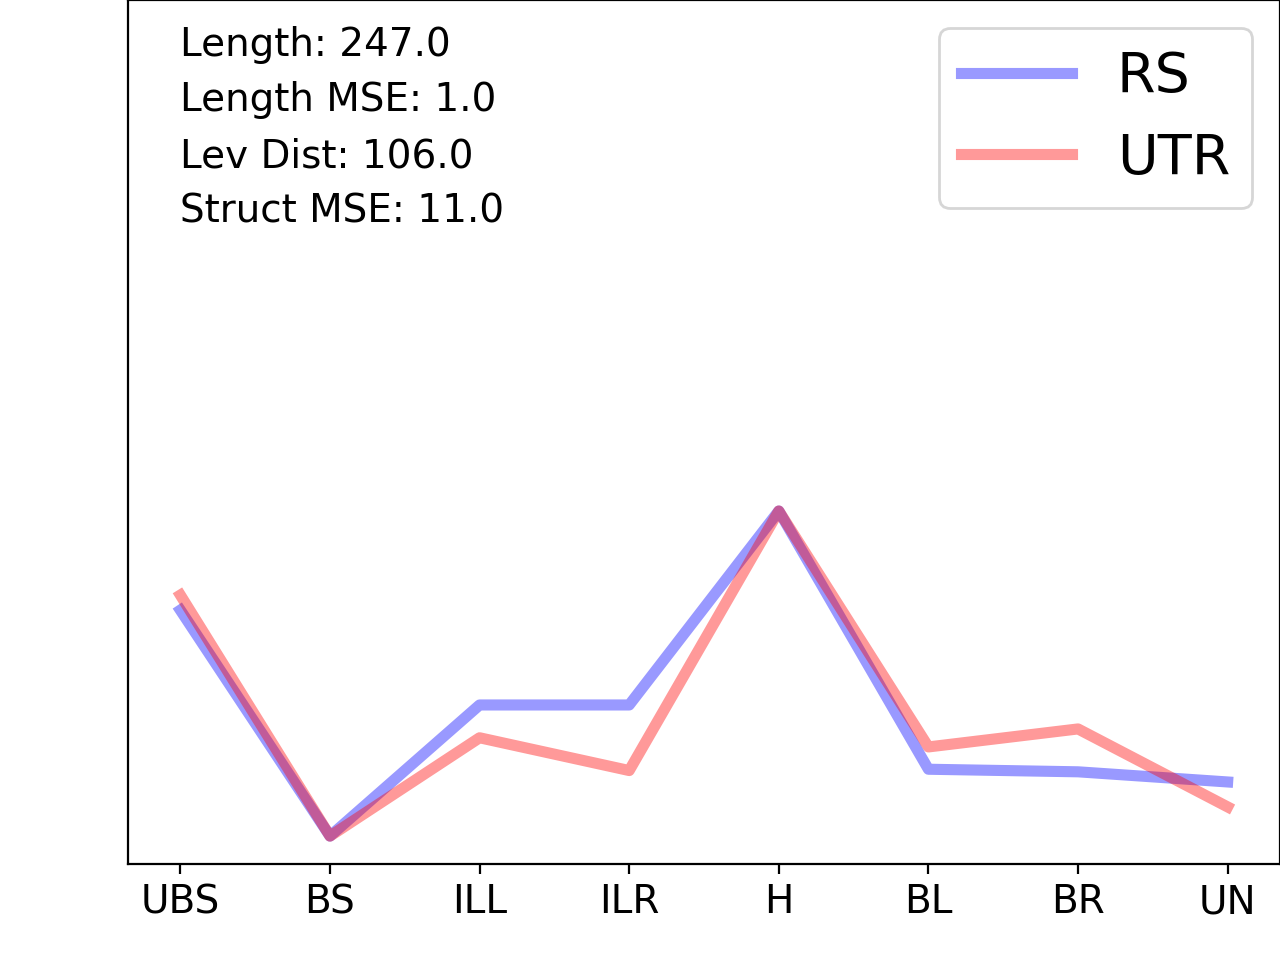 Length: 247.0
Length MSE: 1.0
Lev Dist: 106.0
Struct MSE: 11.0
RS
UTR
UBS BS ILL ILR H BL BR UN